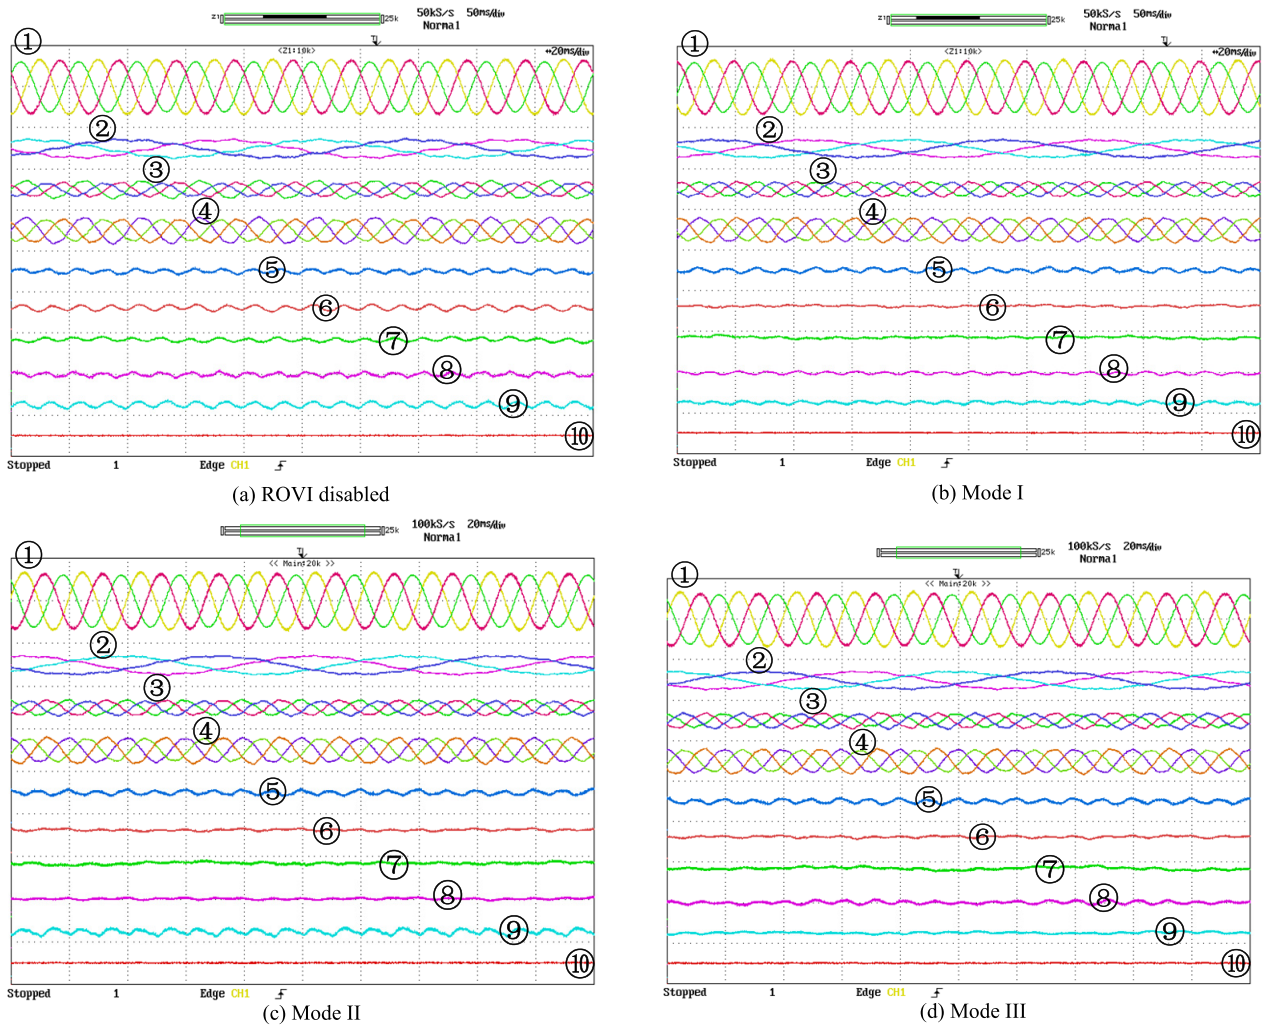 Z1 25k 50kS/s 50ms/div
Normal
<Z1:10k> ↔20ms/div
①
②
③
④
⑤
⑥
⑦
⑧
⑨
⑩
Stopped 1 Edge CH1
(a) ROVI disabled
Z1 25k 50kS/s 50ms/div
Normal
<Z1:10k> ↔20ms/div
①
②
③
④
⑤
⑥
⑦
⑧
⑨
⑩
Stopped 1 Edge CH1
(b) Mode I
25k 100kS/s 20ms/div
Normal
<< Main:20k >>
①
②
③
④
⑤
⑥
⑦
⑧
⑨
⑩
Stopped 1 Edge CH1
(c) Mode II
25k 100kS/s 20ms/div
Normal
<< Main:20k >>
①
②
③
④
⑤
⑥
⑦
⑧
⑨
⑩
Stopped 1 Edge CH1
(d) Mode III